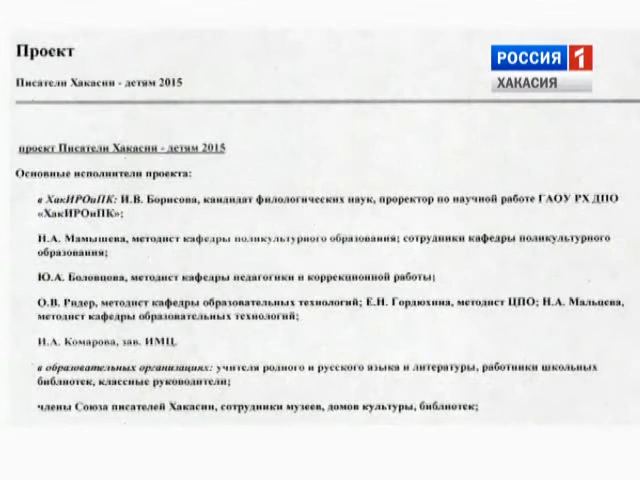 Проект
РОССИЯ 1
ХАКАСИЯ
Писатели Хакасии - детям 2015
проект Писатели Хакасии - детям 2015
Основные исполнители проекта:
в ХакИРОиПК: И.В. Борисова, кандидат филологических наук, проректор по научной работе ГАОУ РХ ДПО
«ХакИРОиПК»;
Н.А. Мамышева, методист кафедры поликультурного образования; сотрудники кафедры поликультурного
образования;
Ю.А. Боловцова, методист кафедры педагогики и коррекционной работы;
О.В. Ридер, методист кафедры образовательных технологий; Е.Н. Гордюхина, методист ЦПО; Н.А. Мальцева,
методист кафедры образовательных технологий;
И.А. Комарова, зав. ИМЦ.
в образовательных организациях: учителя родного и русского языка и литературы, работники школьных
библиотек, классные руководители;
члены Союза писателей Хакасии, сотрудники музеев, домов культуры, библиотек;